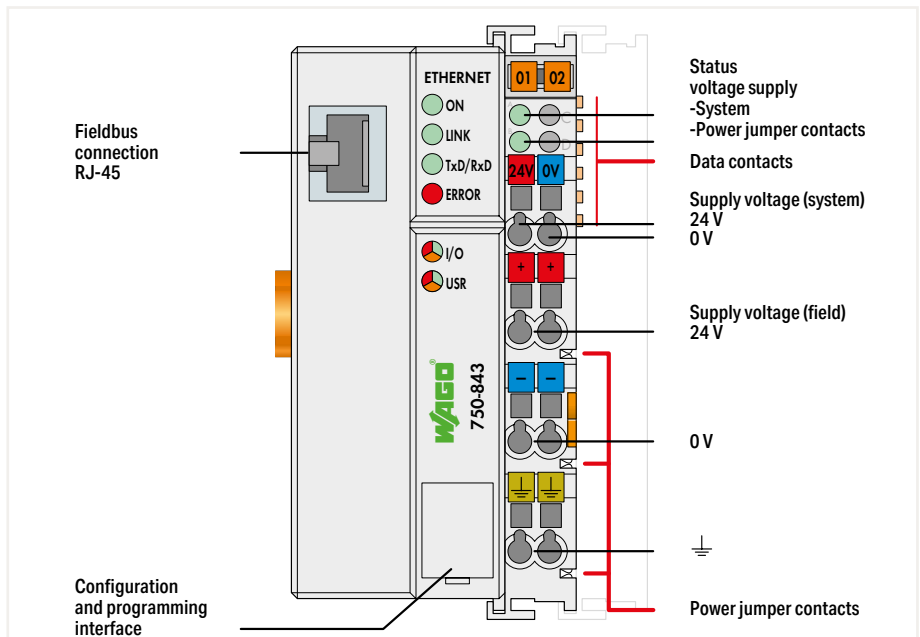 Fieldbus
connection
RJ-45
Configuration
and programming
interface
ETHERNET
ON
LINK
TxD/RxD
ERROR
I/O
USR
WAGO®
750-843
01 02
A C
B D
24V 0V
+ +
− −
Status
voltage supply
-System
-Power jumper contacts
Data contacts
Supply voltage (system)
24 V
0 V
Supply voltage (field)
24 V
0 V
Power jumper contacts